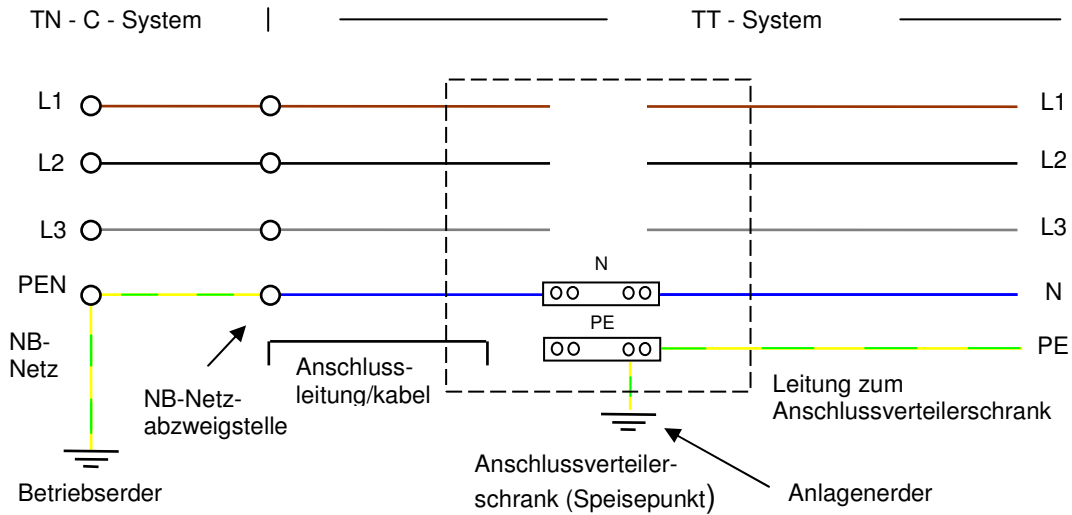 TN - C - System
TT - System
L1
L1
L2
L2
L3
L3
PEN
N
N
PE
PE
NB-
Netz
Anschluss-
leitung/kabel
NB-Netz-
abzweigstelle
Leitung zum
Anschlussverteilerschrank
Betriebserder
Anschlussverteiler-
schrank (Speisepunkt)
Anlagenerder